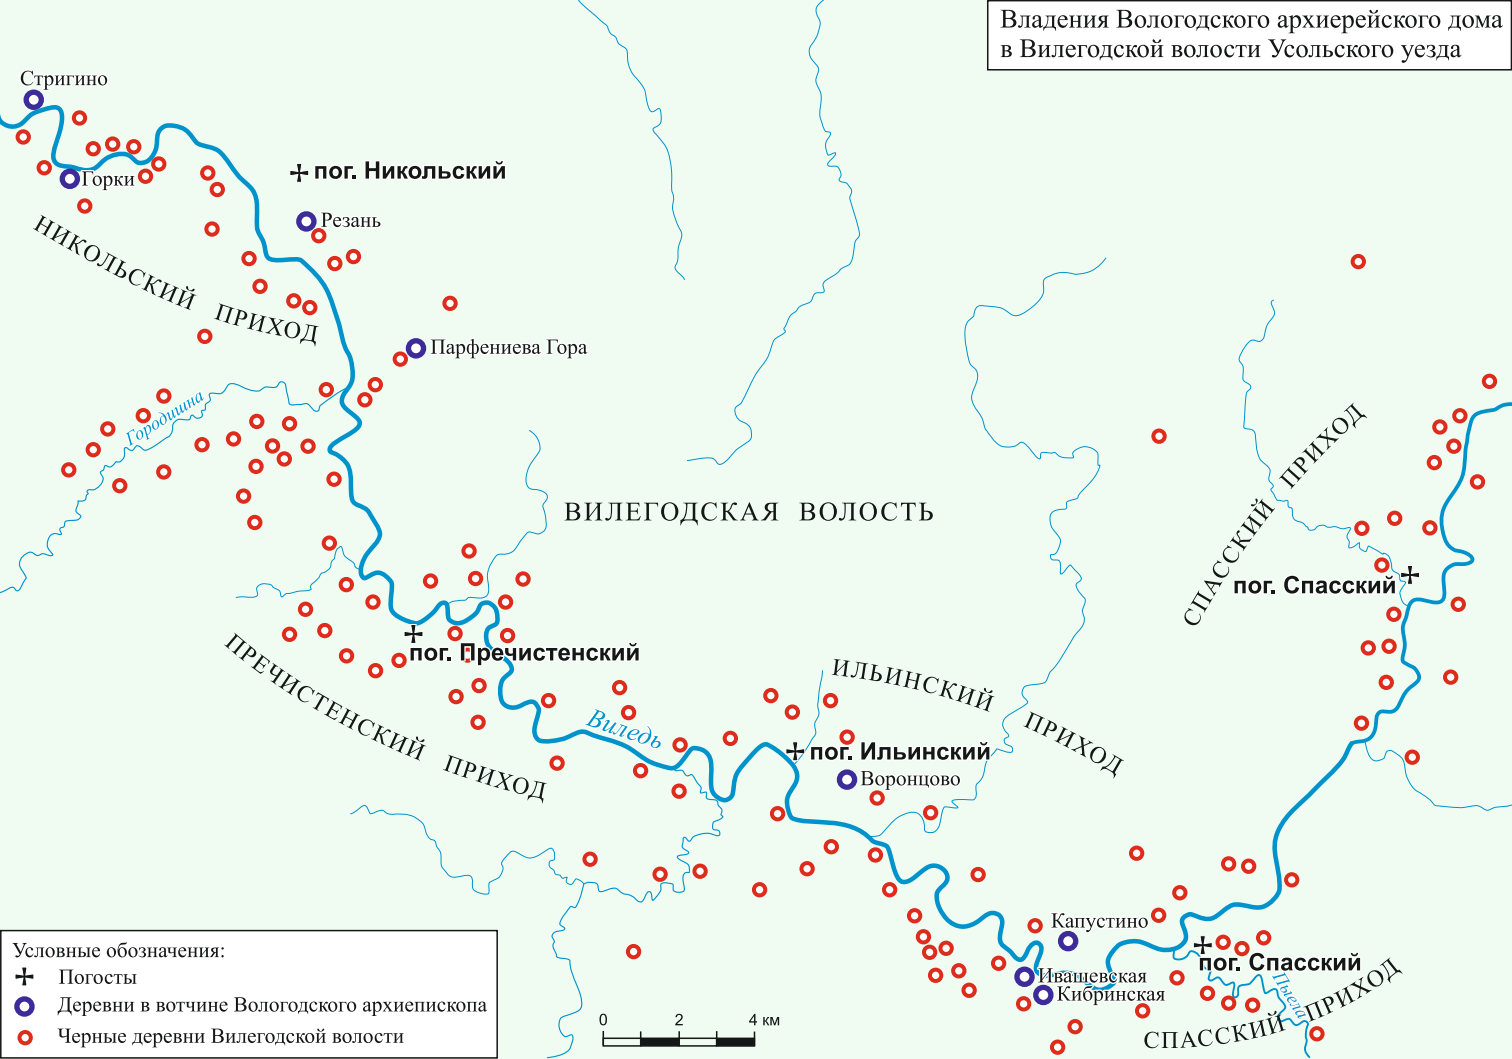 Владения Вологодского архиерейского дома
в Вилегодской волости Усольского уезда
Стригино
пог. Никольский
Горки
Резань
НИКОЛЬСКИЙ ПРИХОД
Парфениева Гора
Городишна
СПАССКИЙ ПРИХОД
ВИЛЕГОДСКАЯ ВОЛОСТЬ
пог. Спасский
пог. Пречистенский
ПРЕЧИСТЕНСКИЙ ПРИХОД
ИЛЬИНСКИЙ ПРИХОД
Виледь
пог. Ильинский
Воронцово
Капустино
пог. Спасский
Ивашевская
Кибринская
Пыела
СПАССКИЙ ПРИХОД
Условные обозначения:
Погосты
Деревни в вотчине Вологодского архиепископа
Черные деревни Вилегодской волости
0 2 4 км